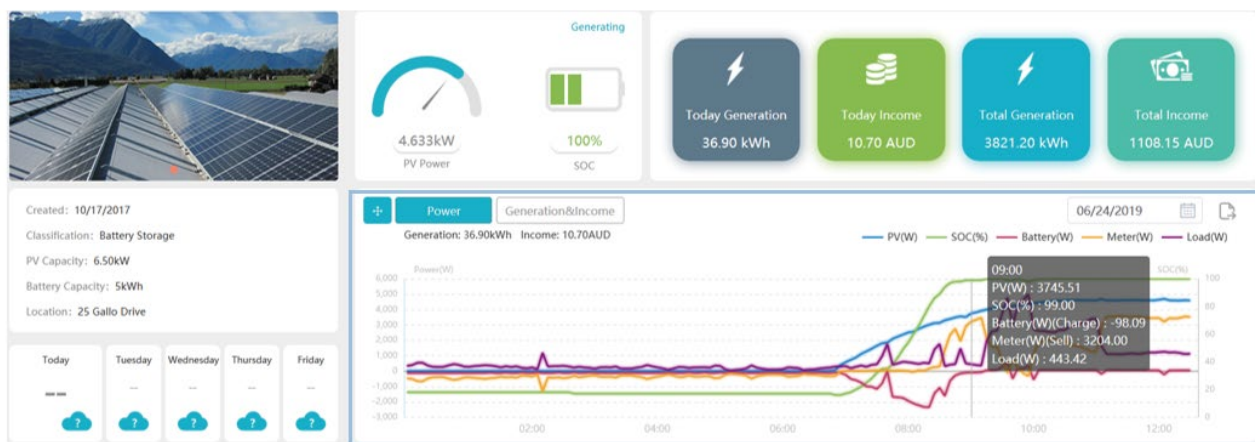 Generating
4.633kW
PV Power
100%
SOC
Today Generation
36.90 kWh
Today Income
10.70 AUD
Total Generation
3821.20 kWh
Total Income
1108.15 AUD
Created: 10/17/2017
Classification: Battery Storage
PV Capacity: 6.50kW
Battery Capacity: 5kWh
Location: 25 Gallo Drive
Today
--
?
Tuesday
--
?
Wednesday
--
?
Thursday
--
?
Friday
--
?
Power
Generation&Income
06/24/2019
Generation: 36.90kWh Income: 10.70AUD
PV(W) SOC(%) Battery(W) Meter(W) Load(W)
Power(W)
SOC(%)
6,000
5,000
4,000
3,000
2,000
1,000
0
-1,000
-2,000
-3,000
09:00
PV(W) : 3745.51
SOC(%) : 99.00
Battery(W)(Charge) : -98.09
Meter(W)(Sell) : 3204.00
Load(W) : 443.42
100
80
60
40
20
0
02:00 04:00 06:00 08:00 10:00 12:00